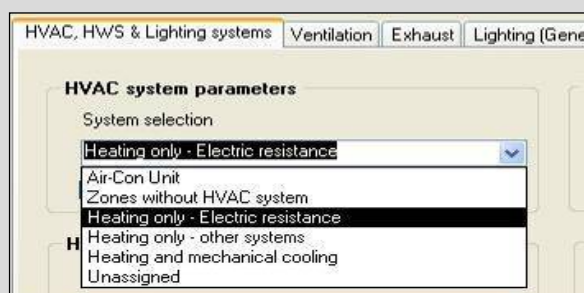 HVAC, HWS & Lighting systems Ventilation Exhaust Lighting (Gene
HVAC system parameters
System selection
Heating only - Electric resistance
Air-Con Unit
Zones without HVAC system
Heating only - Electric resistance
Heating only - other systems
H
Heating and mechanical cooling
Unassigned